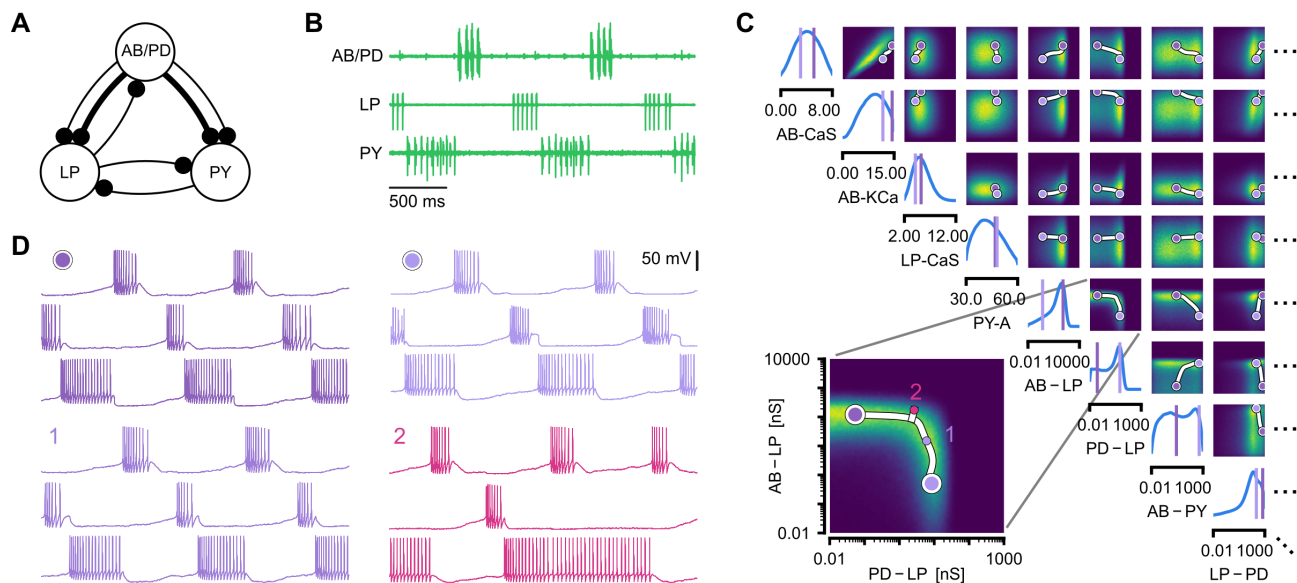 A
AB/PD
LP
PY
B
AB/PD
LP
PY
500 ms
C
0.00 8.00
AB-CaS
0.00 15.00
AB-KCa
2.00 12.00
LP-CaS
30.0 60.0
PY-A
0.01 10000
AB – LP
0.01 1000
PD – LP
0.01 1000
AB – PY
0.01 1000
LP – PD
...
...
...
...
...
...
...
...
10000
AB – LP [nS]
0.01
0.01
1000
PD – LP [nS]
2
1
D
50 mV
1
2